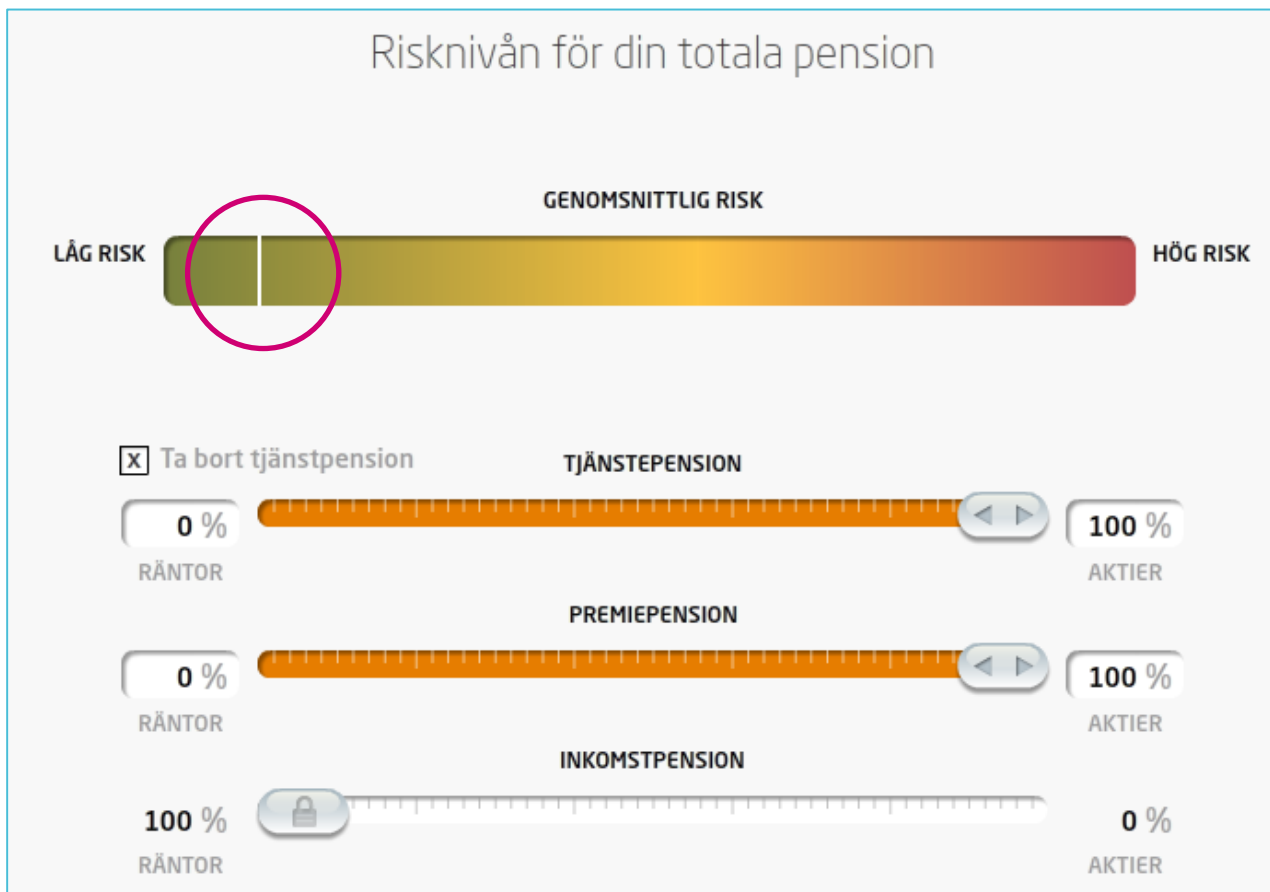 Risknivån för din totala pension
GENOMSNITTLIG RISK
LÅG RISK
HÖG RISK
X Ta bort tjänstpension
TJÄNSTEPENSION
0 %
100 %
RÄNTOR
AKTIER
PREMIEPENSION
0 %
100 %
RÄNTOR
AKTIER
INKOMSTPENSION
100 %
0 %
RÄNTOR
AKTIER